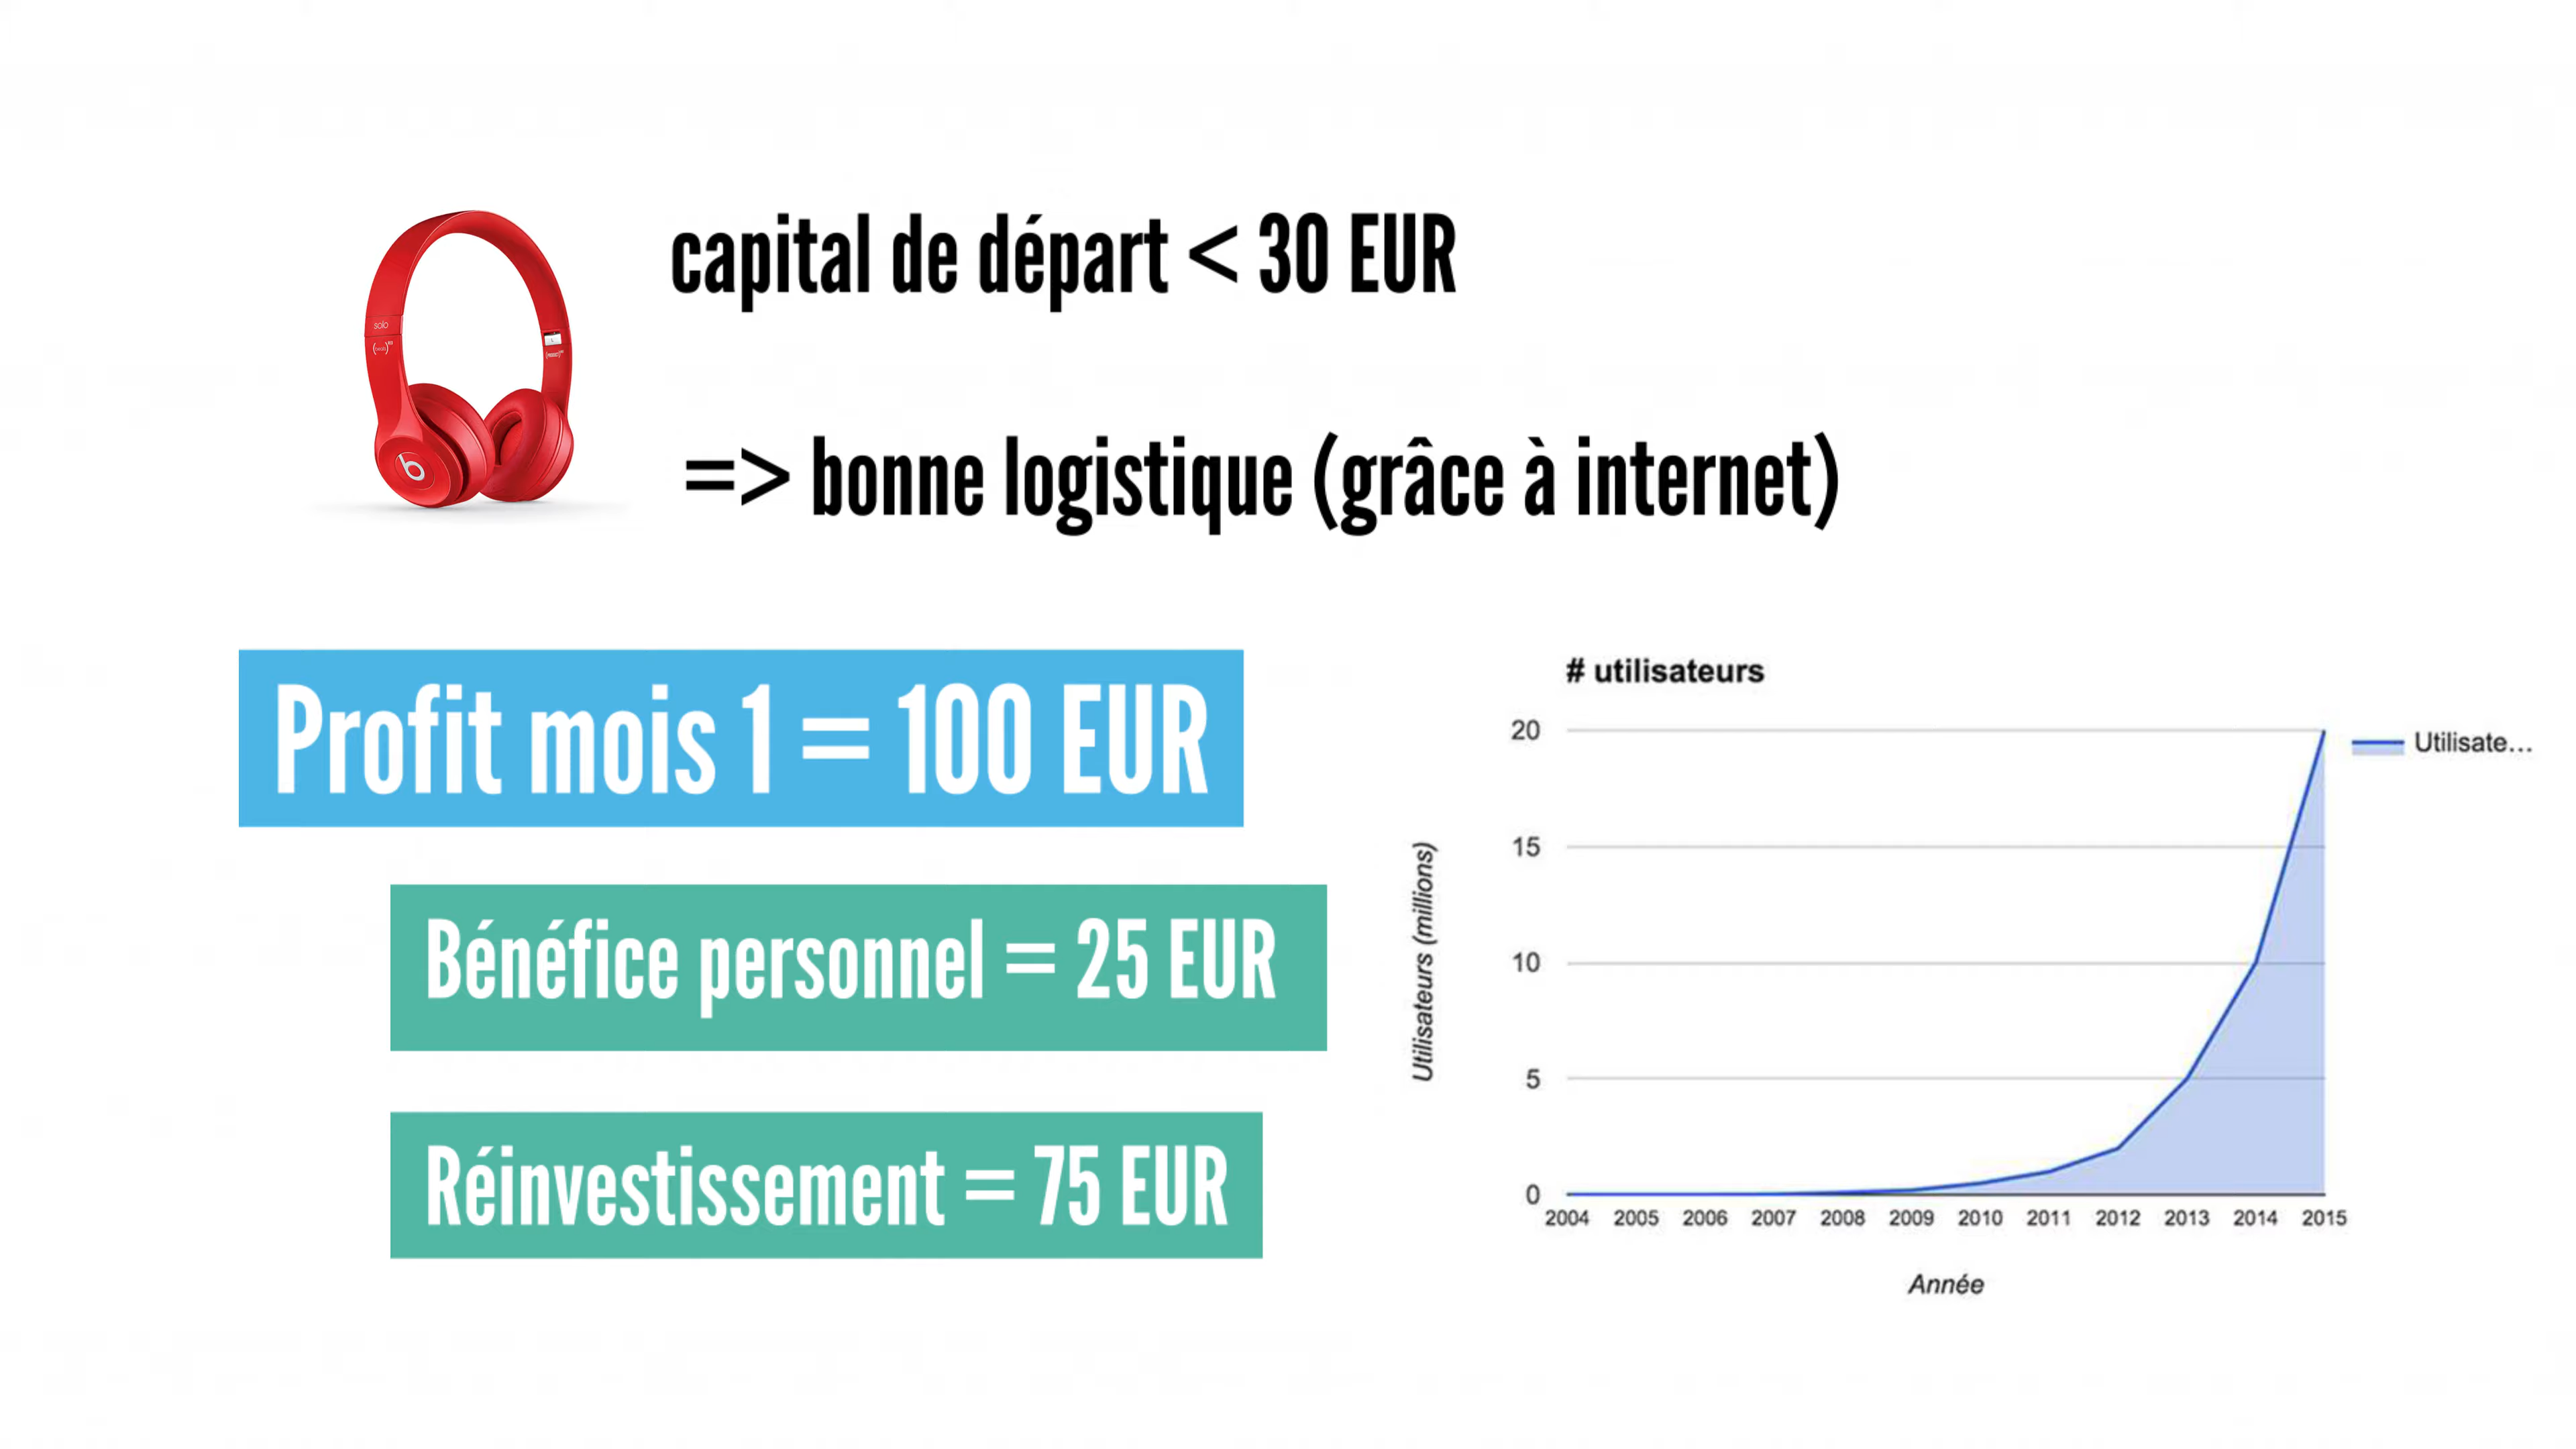 capital de départ < 30 EUR
solo
b
=> bonne logistique (grâce à internet)
Profit mois 1 = 100 EUR
Bénéfice personnel = 25 EUR
Réinvestissement = 75 EUR
# utilisateurs
20
15
10
5
0
Utilisate...
Utilisateurs (millions)
2004 2005 2006 2007 2008 2009 2010 2011 2012 2013 2014 2015
Année